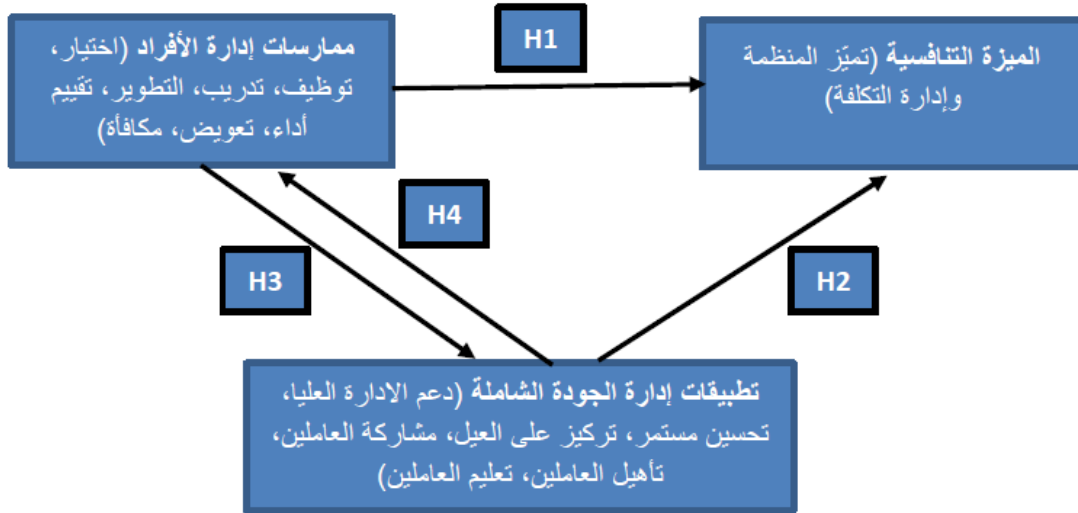 ممارسات إدارة الأفراد (اختيار،
توظيف، تدريب، التطوير، تقييم
أداء، تعويض، مكافأة)
H1
الميزة التنافسية (تميّز المنظمة
وإدارة التكلفة)
H4
H3
H2
تطبيقات إدارة الجودة الشاملة (دعم الادارة العليا،
تحسين مستمر، تركيز على العيل، مشاركة العاملين،
تأهيل العاملين، تعليم العاملين)